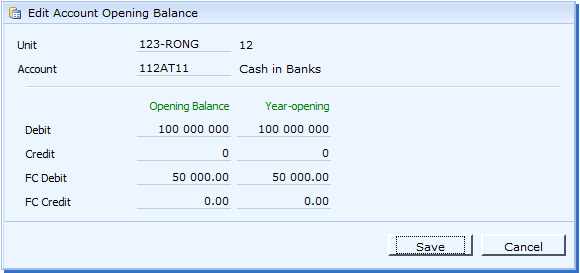 Edit Account Opening Balance
Unit 123-RONG 12
Account 112AT11 Cash in Banks
Opening Balance Year-opening
Debit 100 000 000 100 000 000
Credit 0 0
FC Debit 50 000.00 50 000.00
FC Credit 0.00 0.00
Save Cancel